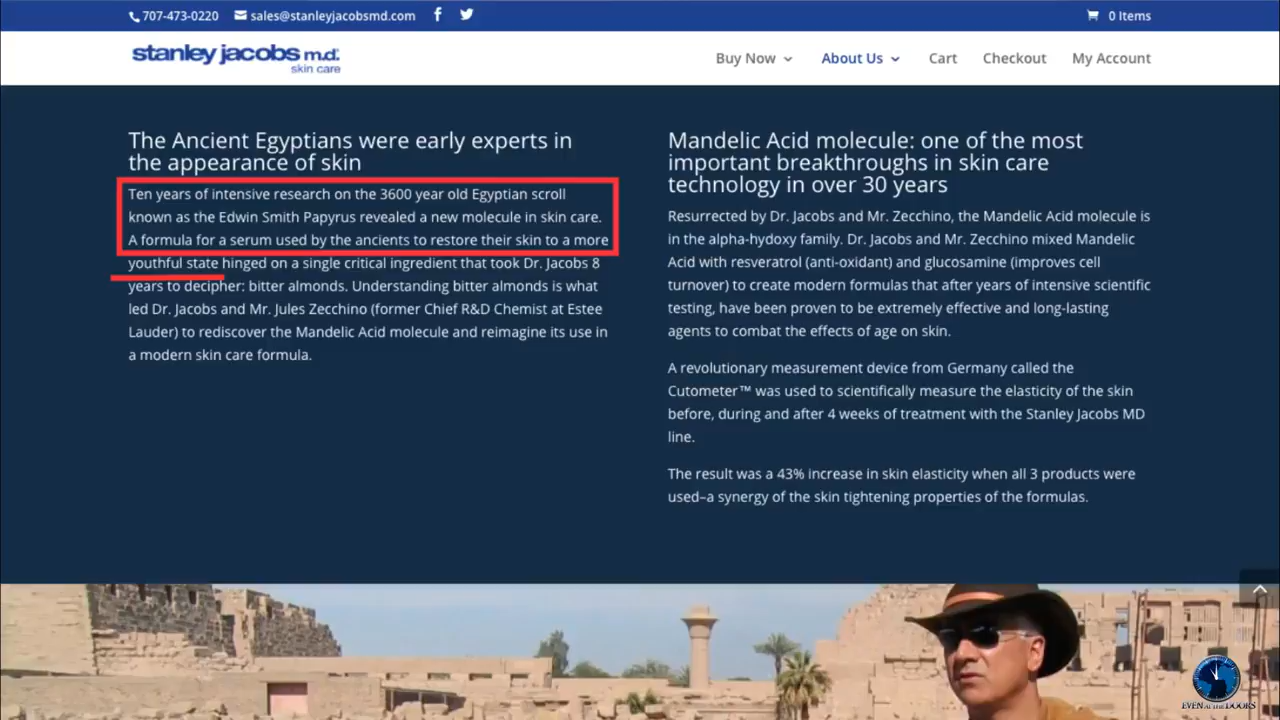 707-473-0220
sales@stanleyjacobsmd.com
0 Items
stanley jacobs m.d.
skin care
Buy Now
About Us
Cart
Checkout
My Account
The Ancient Egyptians were early experts in
the appearance of skin
Ten years of intensive research on the 3600 year old Egyptian scroll
known as the Edwin Smith Papyrus revealed a new molecule in skin care.
A formula for a serum used by the ancients to restore their skin to a more
youthful state hinged on a single critical ingredient that took Dr. Jacobs 8
years to decipher: bitter almonds. Understanding bitter almonds is what
led Dr. Jacobs and Mr. Jules Zecchino (former Chief R&D Chemist at Estee
Lauder) to rediscover the Mandelic Acid molecule and reimagine its use in
a modern skin care formula.
Mandelic Acid molecule: one of the most
important breakthroughs in skin care
technology in over 30 years
Resurrected by Dr. Jacobs and Mr. Zecchino, the Mandelic Acid molecule is
in the alpha-hydoxy family. Dr. Jacobs and Mr. Zecchino mixed Mandelic
Acid with resveratrol (anti-oxidant) and glucosamine (improves cell
turnover) to create modern formulas that after years of intensive scientific
testing, have been proven to be extremely effective and long-lasting
agents to combat the effects of age on skin.
A revolutionary measurement device from Germany called the
Cutometer™ was used to scientifically measure the elasticity of the skin
before, during and after 4 weeks of treatment with the Stanley Jacobs MD
line.
The result was a 43% increase in skin elasticity when all 3 products were
used–a synergy of the skin tightening properties of the formulas.
EVEN AT THE DOORS